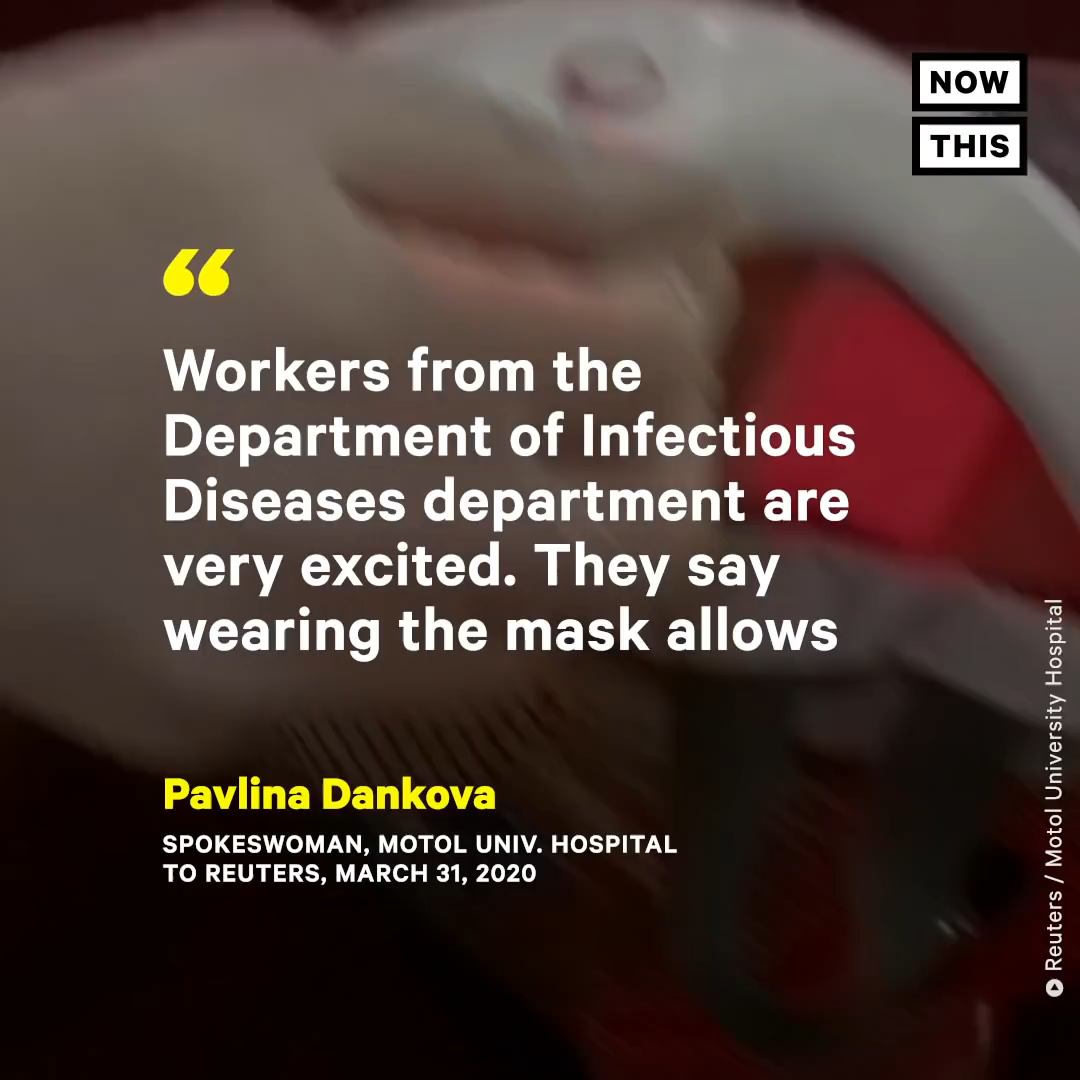 NOW
THIS
“
Workers from the
Department of Infectious
Diseases department are
very excited. They say
wearing the mask allows
Pavlina Dankova
SPOKESWOMAN, MOTOL UNIV. HOSPITAL
TO REUTERS, MARCH 31, 2020
Reuters / Motol University Hospital